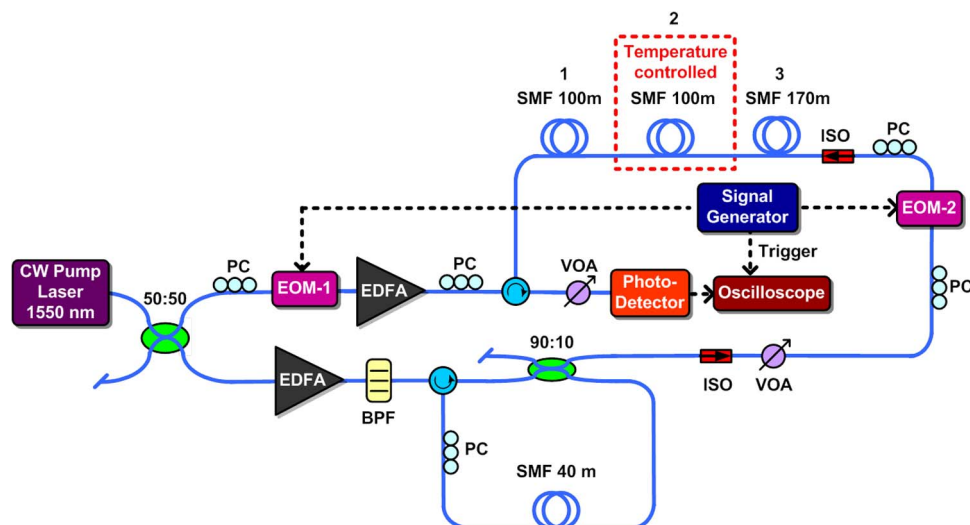 2
Temperature
controlled
1
3
SMF 100m
SMF 100m
SMF 170m
ISO
PC
Signal
Generator
EOM-2
Trigger
CW Pump
Laser
1550 nm
50:50
PC
EOM-1
EDFA
PC
VOA
Photo-
Detector
Oscilloscope
PC
90:10
EDFA
BPF
ISO
VOA
PC
SMF 40 m